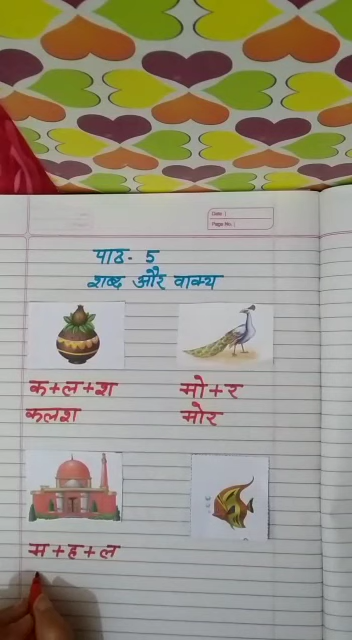 Date |
Page No. |
पाठ - 5
शब्द और वाक्य
क+ल+श
कलश
मो+र
मोर
म+ह+ल